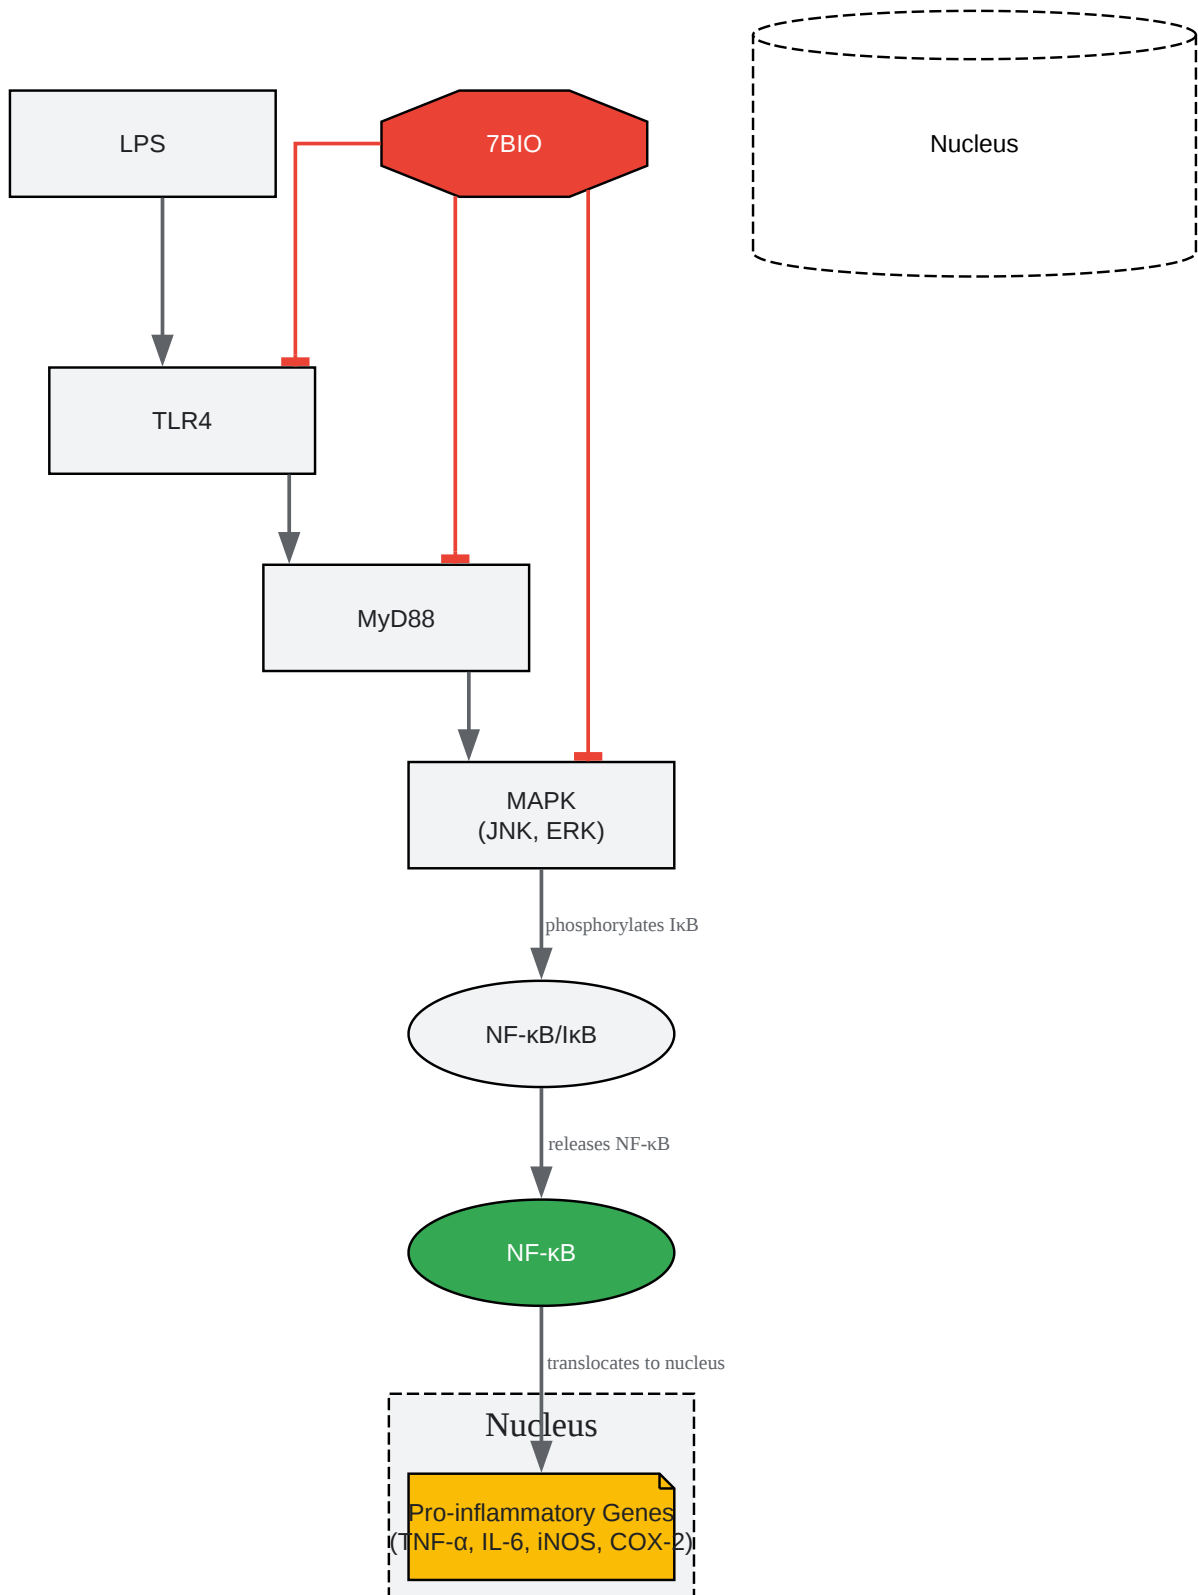 LPS
7BIO
Nucleus
TLR4
MyD88
MAPK
(JNK, ERK)
phosphorylates IκB
NF-κB/IκB
releases NF-κB
NF-κB
translocates to nucleus
Nucleus
Pro-inflammatory Genes
(TNF-α, IL-6, iNOS, COX-2)